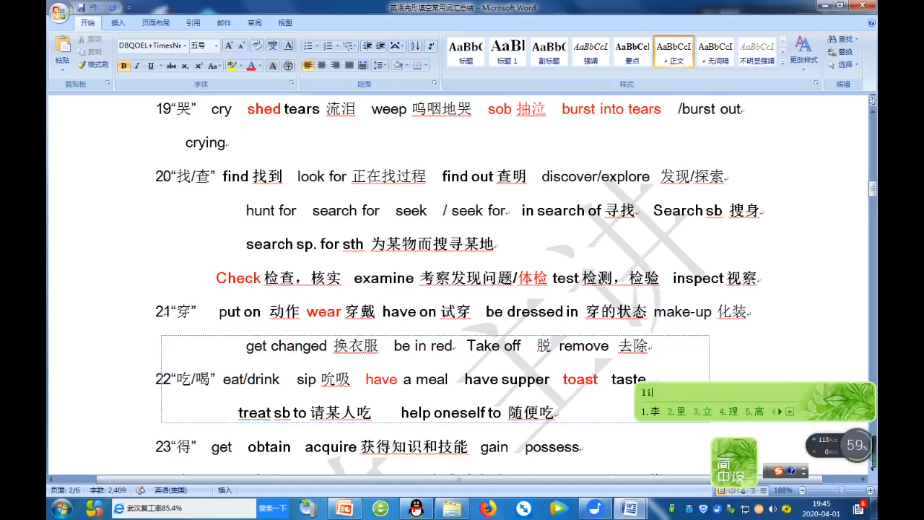 英语完形填空常用词汇总结 - Microsoft Word
开始 插入 页面布局 引用 邮件 审阅 视图
粘贴
剪切
复制
格式刷
剪贴板
DBQOEL+TimesNe 五号
字体
段落
AaBbC 标题
AaBl 标题 1
AaBbC 副标题
AaBbCcL 强调
AaBbCcL 要点
AaBbCcL 正文
AaBbCcL 无间隔
AaBbCcL 不明显强调
更改样式
样式
查找
替换
选择
编辑
19“哭” cry shed tears 流泪 weep 呜咽地哭 sob 抽泣 burst into tears /burst out
crying
20“找/查” find 找到 look for 正在找过程 find out 查明 discover/explore 发现/探索
hunt for search for seek / seek for in search of 寻找 Search sb 搜身
search sp. for sth 为某物而搜寻某地
Check 检查，核实 examine 考察发现问题/体检 test 检测，检验 inspect 视察
21“穿” put on 动作 wear 穿戴 have on 试穿 be dressed in 穿的状态 make-up 化装
get changed 换衣服 be in red Take off 脱 remove 去除
22“吃/喝” eat/drink sip 吮吸 have a meal have supper toast taste
treat sb to 请某人吃 help oneself to 随便吃
23“得” get obtain acquire 获得知识和技能 gain possess
主讲
li
1.李 2.里 3.立 4.理 5.高
59%
简
中
页面: 2/6 字数: 2,409 英语(美国) 插入 188%
武汉复工率85.4% 搜索一下
19:45
2020-04-01